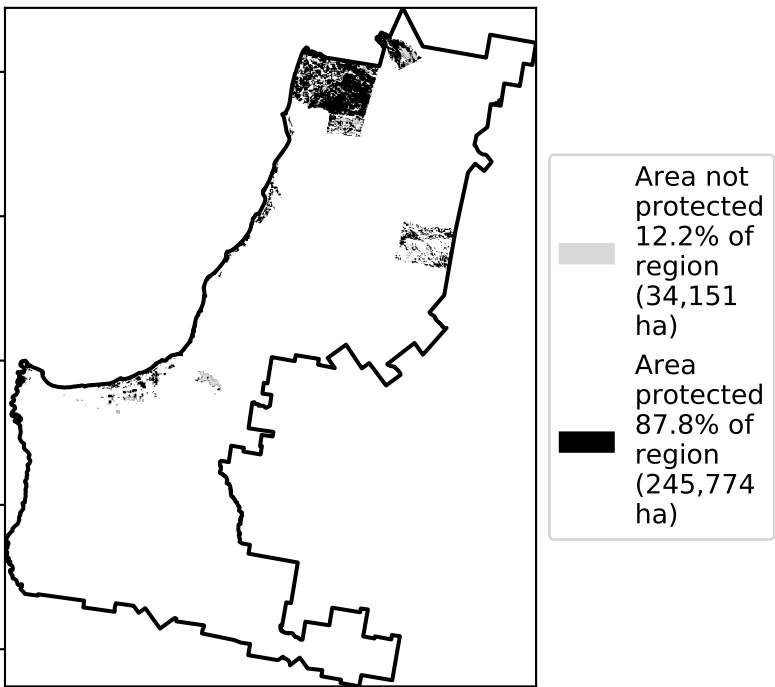 Area not
protected
12.2% of
region
(34,151
ha)
Area
protected
87.8% of
region
(245,774
ha)